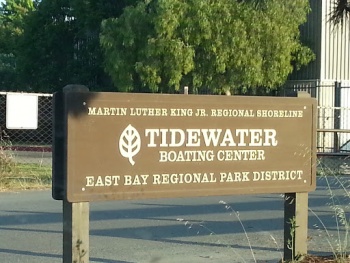 MARTIN LUTHER KING JR. REGIONAL SHORELINE
TIDEWATER
BOATING CENTER
EAST BAY REGIONAL PARK DISTRICT